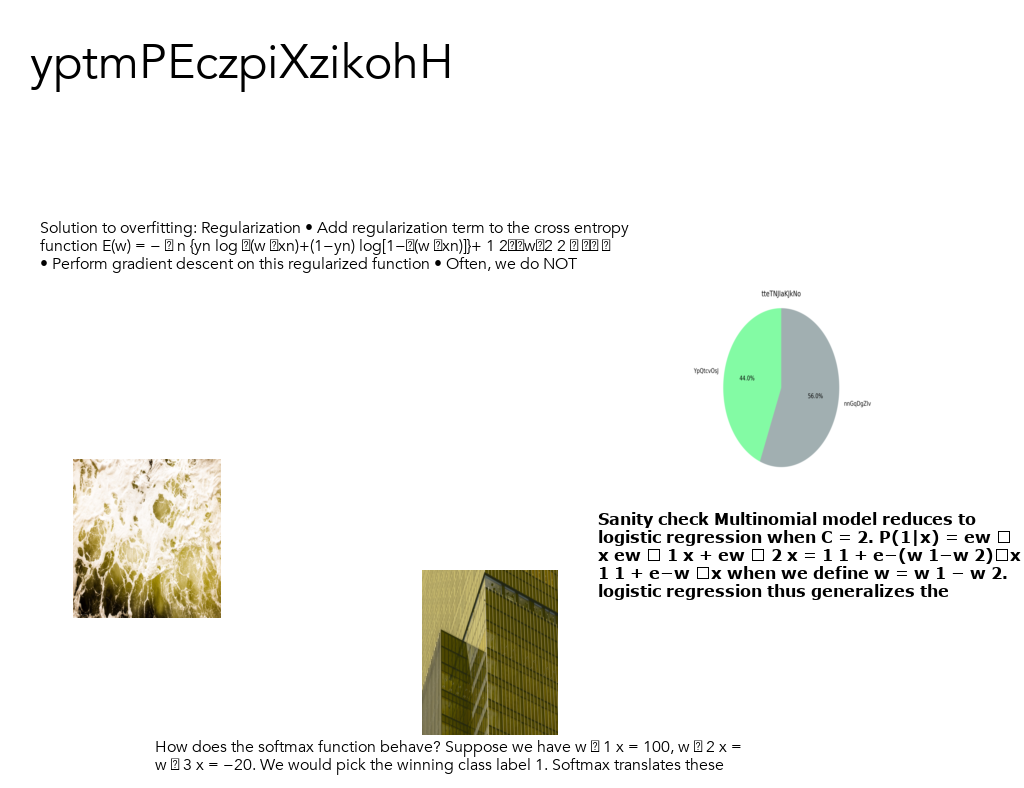 yptmPEczpiXzikohH
Solution to overfitting: Regularization • Add regularization term to the cross entropy
function E(w) = − □ n {yn log □(w □xn)+(1−yn) log[1−□(w □xn)]}+ 1 2□□w□2 2 □ □□ □
• Perform gradient descent on this regularized function • Often, we do NOT
tteTNJlaKjkNo
YpQtcvOsJ
44.0%
56.0%
nnGqDgZlv
Sanity check Multinomial model reduces to
logistic regression when C = 2. P(1|x) = ew □
x ew □ 1 x + ew □ 2 x = 1 1 + e−(w 1−w 2)□x
1 1 + e−w □x when we define w = w 1 − w 2.
logistic regression thus generalizes the
How does the softmax function behave? Suppose we have w □ 1 x = 100, w □ 2 x =
w □ 3 x = −20. We would pick the winning class label 1. Softmax translates these